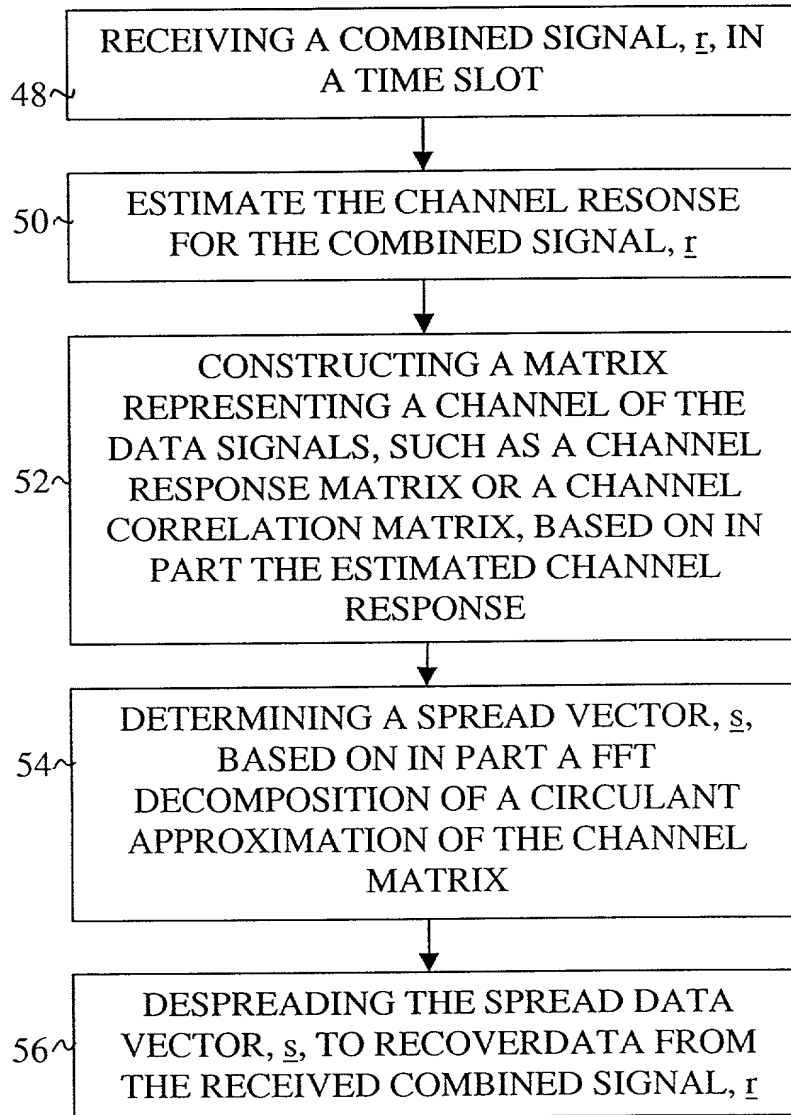 RECEIVING A COMBINED SIGNAL, r, IN
A TIME SLOT
48
ESTIMATE THE CHANNEL RESONSE
FOR THE COMBINED SIGNAL, r
50
CONSTRUCTING A MATRIX
REPRESENTING A CHANNEL OF THE
DATA SIGNALS, SUCH AS A CHANNEL
RESPONSE MATRIX OR A CHANNEL
CORRELATION MATRIX, BASED ON IN
PART THE ESTIMATED CHANNEL
RESPONSE
52
DETERMINING A SPREAD VECTOR, s,
BASED ON IN PART A FFT
DECOMPOSITION OF A CIRCULANT
APPROXIMATION OF THE CHANNEL
MATRIX
54
DESPREADING THE SPREAD DATA
VECTOR, s, TO RECOVERDATA FROM
THE RECEIVED COMBINED SIGNAL, r
56